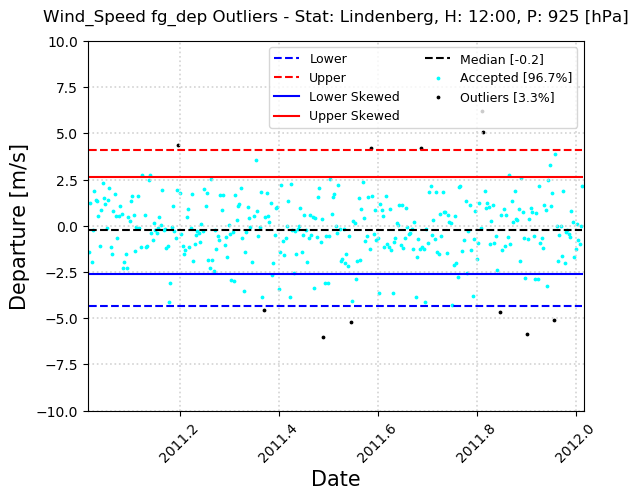 Wind_Speed fg_dep Outliers - Stat: Lindenberg, H: 12:00, P: 925 [hPa]
Departure [m/s]
10.0
7.5
5.0
2.5
0.0
−2.5
−5.0
−7.5
−10.0
Lower
Upper
Lower Skewed
Upper Skewed
Median [-0.2]
Accepted [96.7%]
Outliers [3.3%]
2011.2
2011.4
2011.6
2011.8
2012.0
Date